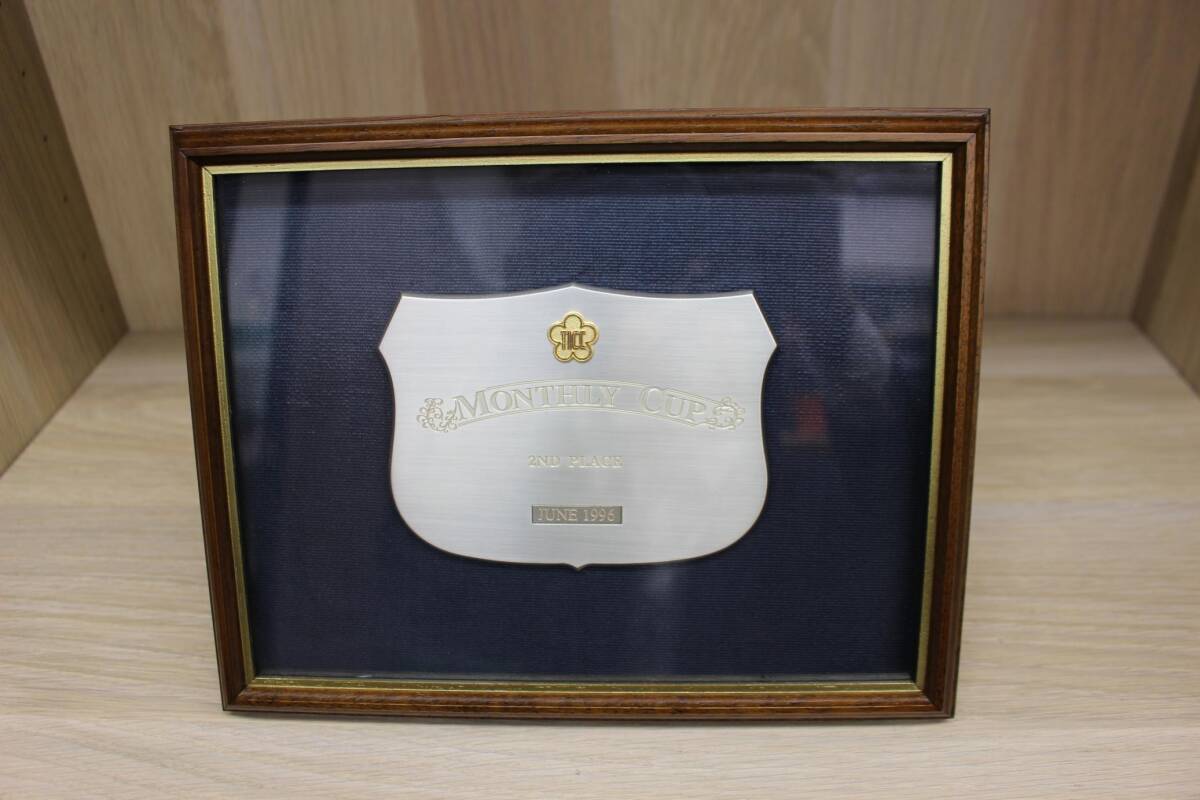 MONTHLY CUP
2ND PLACE
JUNE 1996